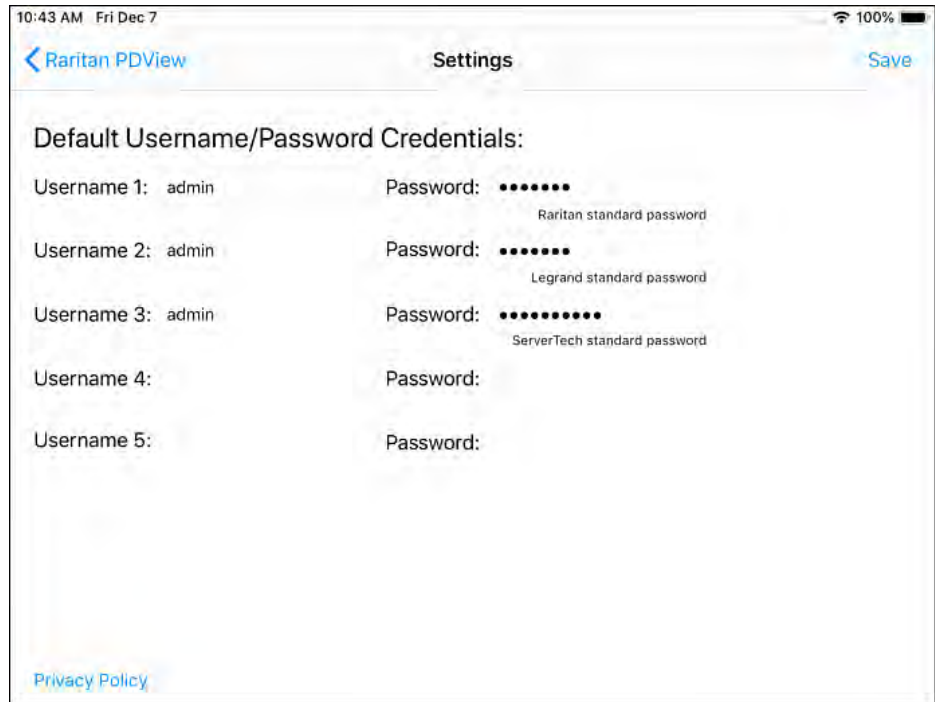 10:43 AM Fri Dec 7 100%
Raritan PDView Settings Save
Default Username/Password Credentials:
Username 1: admin Password: •••••••
Raritan standard password
Username 2: admin Password: •••••••
Legrand standard password
Username 3: admin Password: ••••••••••
ServerTech standard password
Username 4: Password:
Username 5: Password:
Privacy Policy